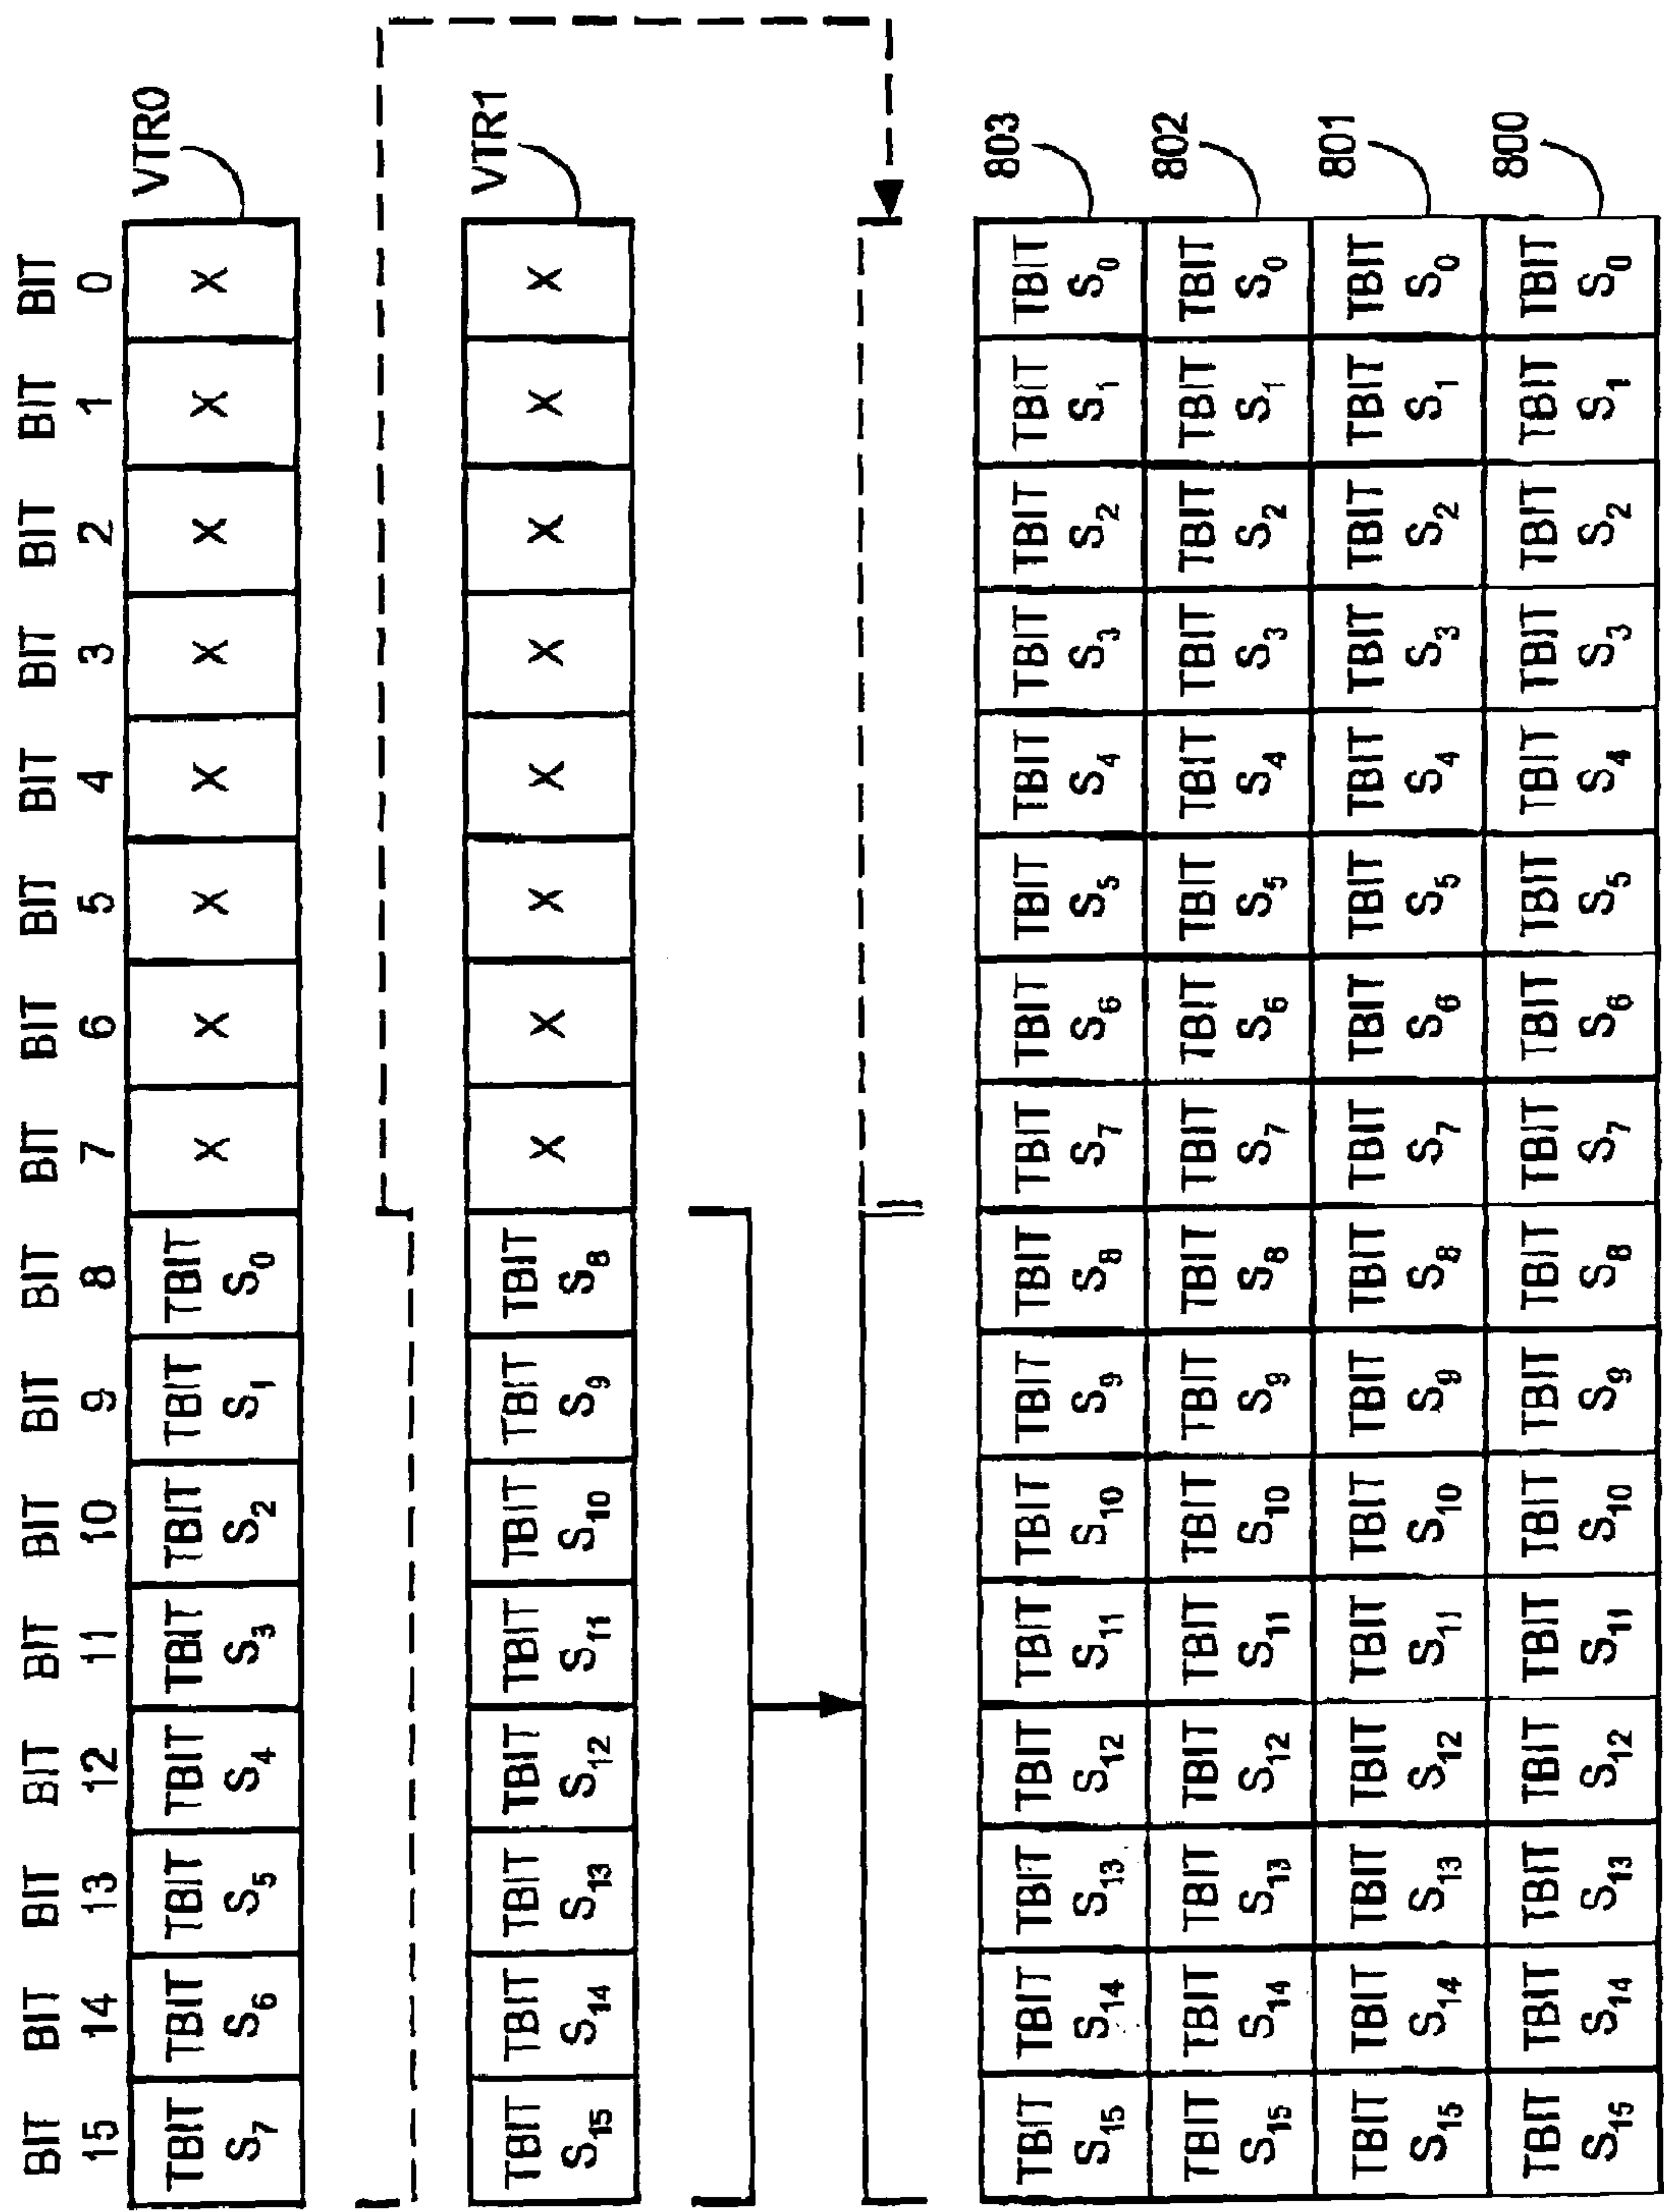 BIT BIT BIT BIT BIT BIT BIT BIT BIT BIT BIT BIT BIT BIT BIT BIT
15 14 13 12 11 10 9 8 7 6 5 4 3 2 1 0
TBIT TBIT TBIT TBIT TBIT TBIT TBIT TBIT X X X X X X X X VTR0
S7 S6 S5 S4 S3 S2 S1 S0
TBIT TBIT TBIT TBIT TBIT TBIT TBIT TBIT X X X X X X X X VTR1
S15 S14 S13 S12 S11 S10 S9 S8
TBIT TBIT TBIT TBIT TBIT TBIT TBIT TBIT TBIT TBIT TBIT TBIT TBIT TBIT TBIT TBIT 803
S15 S14 S13 S12 S11 S10 S9 S8 S7 S6 S5 S4 S3 S2 S1 S0
TBIT TBIT TBIT TBIT TBIT TBIT TBIT TBIT TBIT TBIT TBIT TBIT TBIT TBIT TBIT TBIT 802
S15 S14 S13 S12 S11 S10 S9 S8 S7 S6 S5 S4 S3 S2 S1 S0
TBIT TBIT TBIT TBIT TBIT TBIT TBIT TBIT TBIT TBIT TBIT TBIT TBIT TBIT TBIT TBIT 801
S15 S14 S13 S12 S11 S10 S9 S8 S7 S6 S5 S4 S3 S2 S1 S0
TBIT TBIT TBIT TBIT TBIT TBIT TBIT TBIT TBIT TBIT TBIT TBIT TBIT TBIT TBIT TBIT 800
S15 S14 S13 S12 S11 S10 S9 S8 S7 S6 S5 S4 S3 S2 S1 S0